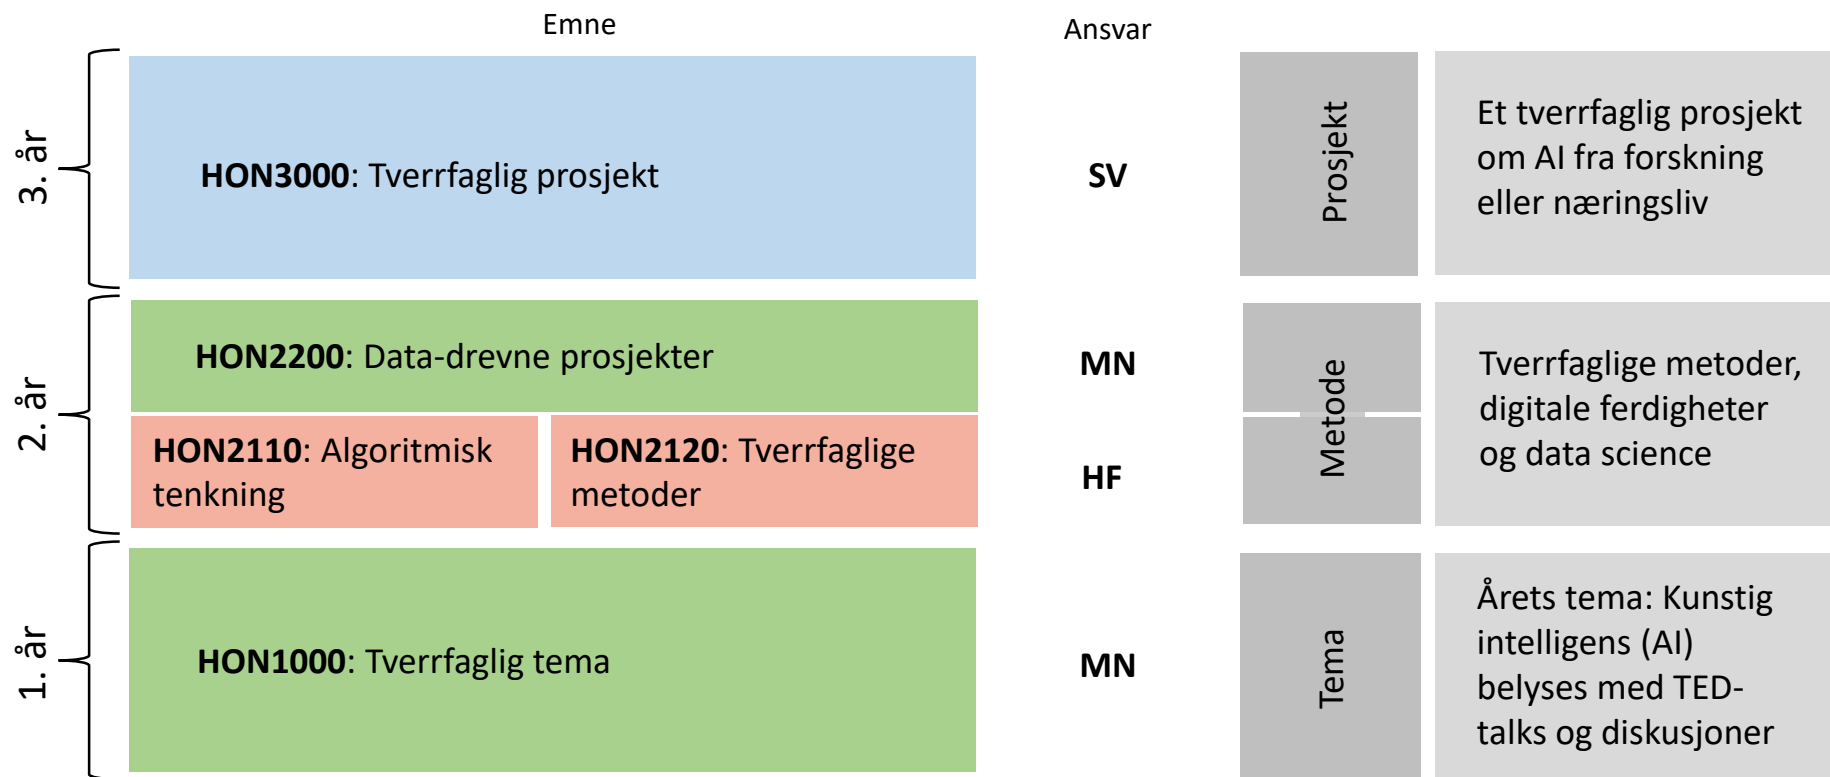 Emne
Ansvar
3. år
HON3000: Tverrfaglig prosjekt
SV
Prosjekt
Et tverrfaglig prosjekt
om AI fra forskning
eller næringsliv
2. år
HON2200: Data-drevne prosjekter
MN
HON2110: Algoritmisk
tenkning
HON2120: Tverrfaglige
metoder
HF
Metode
Tverrfaglige metoder,
digitale ferdigheter
og data science
1. år
HON1000: Tverrfaglig tema
MN
Tema
Årets tema: Kunstig
intelligens (AI)
belyses med TED-
talks og diskusjoner